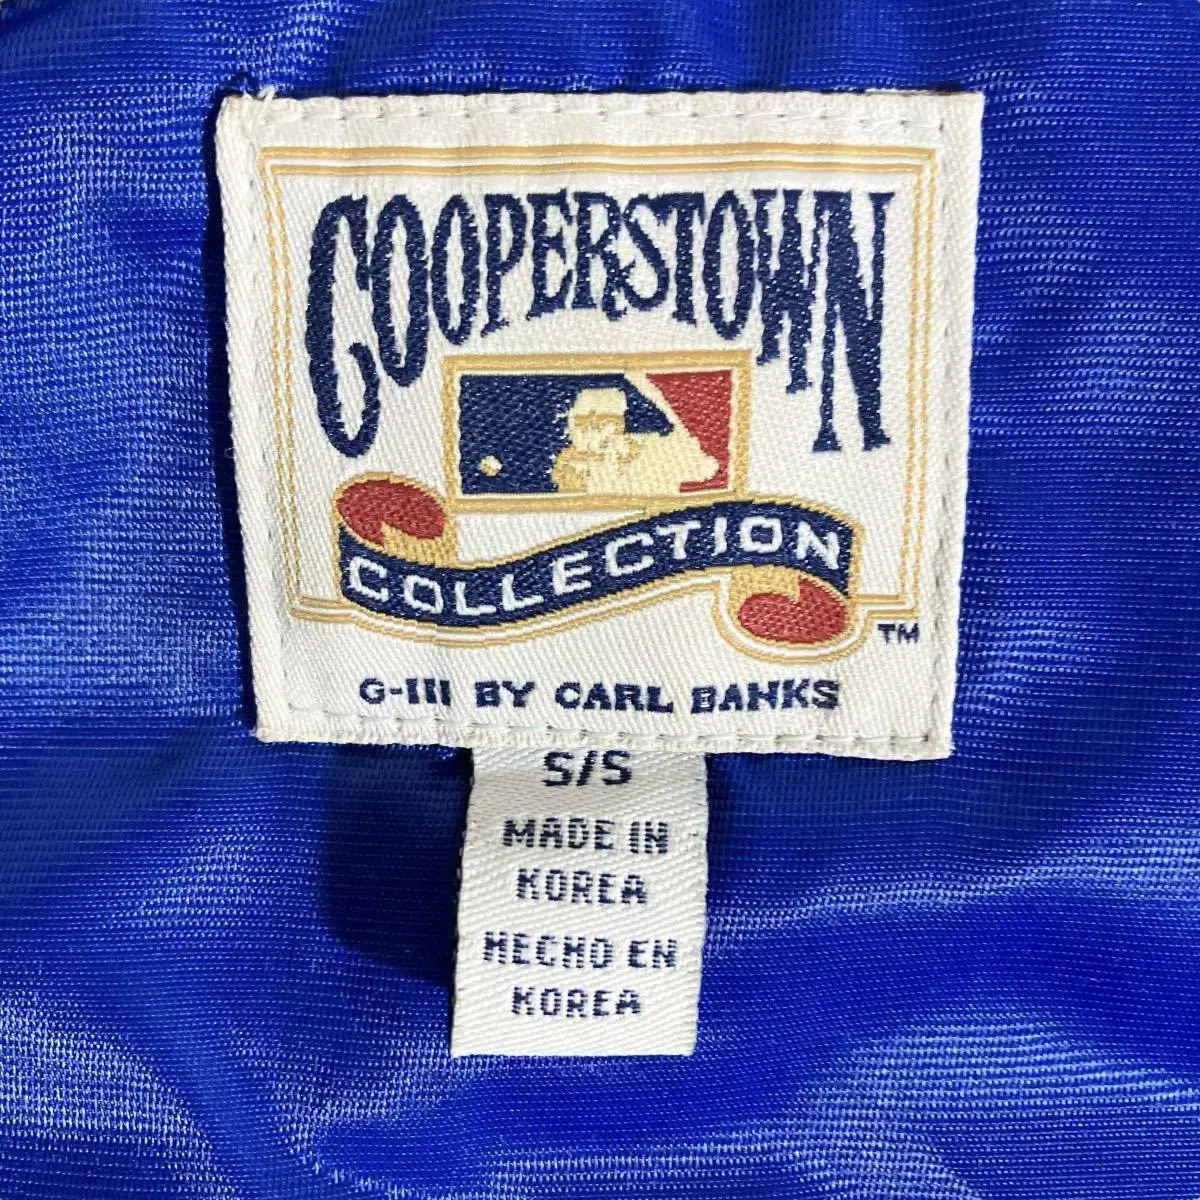 COOPERSTOWN
COLLECTION
TM
G-III BY CARL BANKS
S/S
MADE IN
KOREA
HECHO EN
KOREA